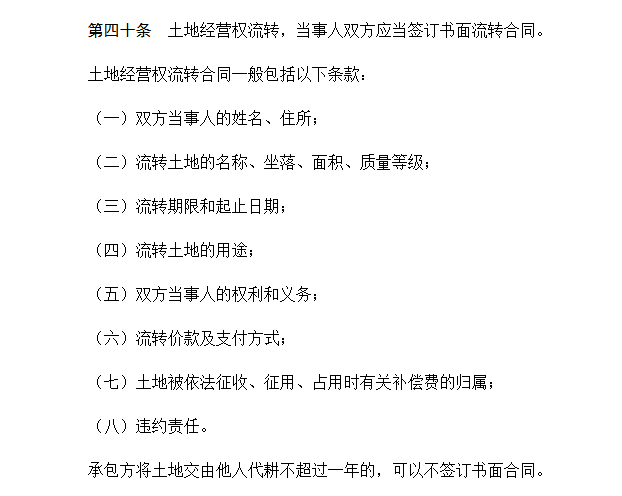 第四十条　土地经营权流转，当事人双方应当签订书面流转合同。
土地经营权流转合同一般包括以下条款：
（一）双方当事人的姓名、住所；
（二）流转土地的名称、坐落、面积、质量等级；
（三）流转期限和起止日期；
（四）流转土地的用途；
（五）双方当事人的权利和义务；
（六）流转价款及支付方式；
（七）土地被依法征收、征用、占用时有关补偿费的归属；
（八）违约责任。
承包方将土地交由他人代耕不超过一年的，可以不签订书面合同。